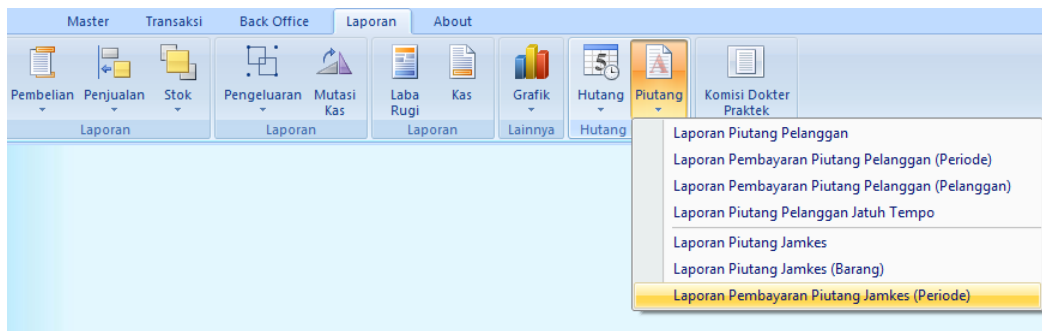 Master Transaksi Back Office Laporan About
Pembelian Penjualan Stok Pengeluaran Mutasi Kas Laba Rugi Kas Grafik Hutang Piutang Komisi Dokter Praktek
Laporan Laporan Laporan Lainnya Hutang
Laporan Piutang Pelanggan
Laporan Pembayaran Piutang Pelanggan (Periode)
Laporan Pembayaran Piutang Pelanggan (Pelanggan)
Laporan Piutang Pelanggan Jatuh Tempo
Laporan Piutang Jamkes
Laporan Piutang Jamkes (Barang)
Laporan Pembayaran Piutang Jamkes (Periode)